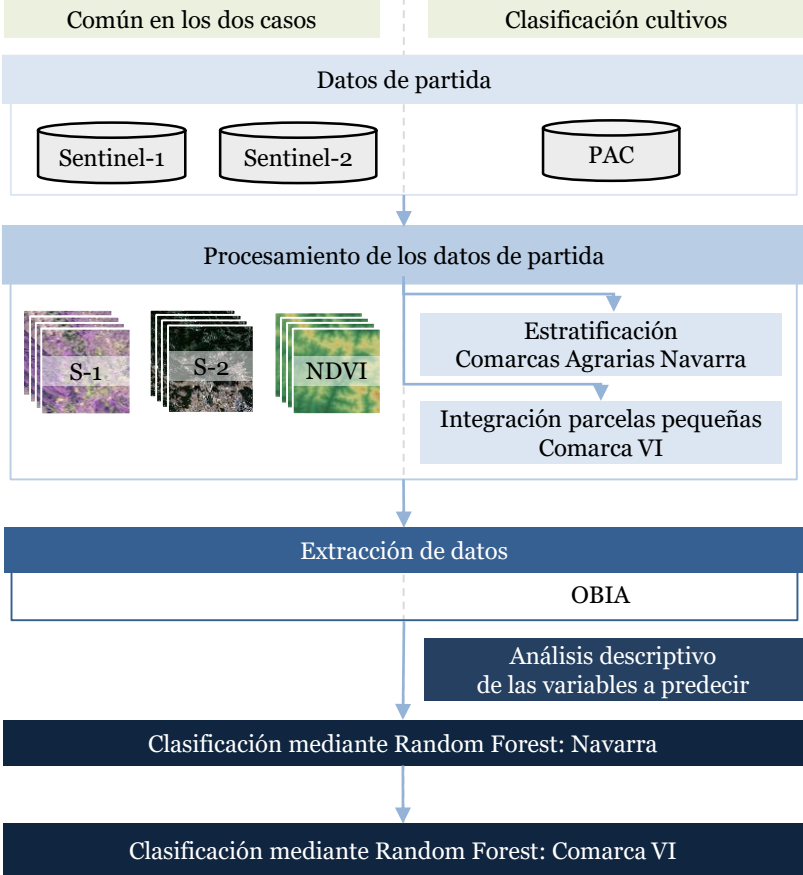 Común en los dos casos
Clasificación cultivos
Datos de partida
Sentinel-1
Sentinel-2
PAC
Procesamiento de los datos de partida
S-1
S-2
NDVI
Estratificación
Comarcas Agrarias Navarra
Integración parcelas pequeñas
Comarca VI
Extracción de datos
OBIA
Análisis descriptivo
de las variables a predecir
Clasificación mediante Random Forest: Navarra
Clasificación mediante Random Forest: Comarca VI